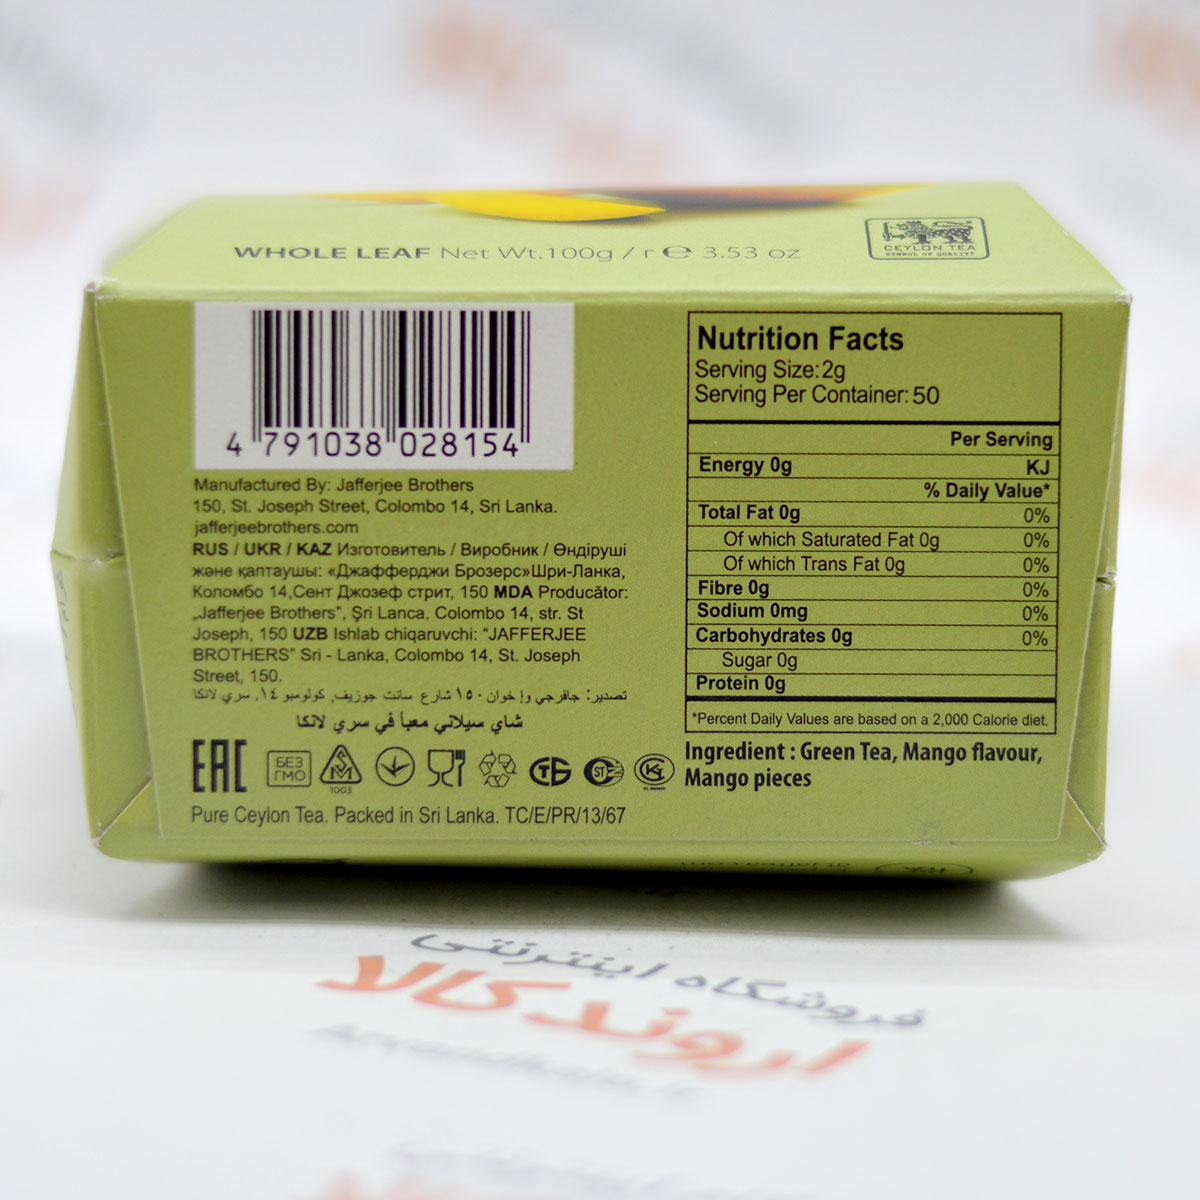 WHOLE LEAF Net Wt.100g / г ℮ 3.53 oz
CEYLON TEA
SYMBOL OF QUALITY
4 791038 028154
Manufactured By: Jafferjee Brothers
150, St. Joseph Street, Colombo 14, Sri Lanka.
jafferjeebrothers.com
RUS / UKR / KAZ Изготовитель / Виробник / Өндіруші
және қаптаушы: «Джафферджи Брозерс»Шри-Ланка,
Коломбо 14,Сент Джозеф стрит, 150 MDA Producător:
„Jafferjee Brothers”, Şri Lanca, Colombo 14, str. St
Joseph, 150 UZB Ishlab chiqaruvchi: “JAFFERJEE
BROTHERS” Sri - Lanka, Colombo 14, St. Joseph
Street, 150.
تصدير: جافرجي وإخوان ١٥٠ شارع سانت جوزيف, كولومبو ١٤, سري لانكا
شاي سيلاني معبأ في سري لانكا
EAC
БЕЗ
ГМО
1003
Pure Ceylon Tea. Packed in Sri Lanka. TC/E/PR/13/67
Nutrition Facts
Serving Size:2g
Serving Per Container:50
Per Serving
Energy 0g KJ
% Daily Value*
Total Fat 0g 0%
Of which Saturated Fat 0g 0%
Of which Trans Fat 0g 0%
Fibre 0g 0%
Sodium 0mg 0%
Carbohydrates 0g 0%
Sugar 0g
Protein 0g
*Percent Daily Values are based on a 2,000 Calorie diet.
Ingredient : Green Tea, Mango flavour,
Mango pieces
فروشگاه اینترنتی
اروند کالا
Arvandkala.ir